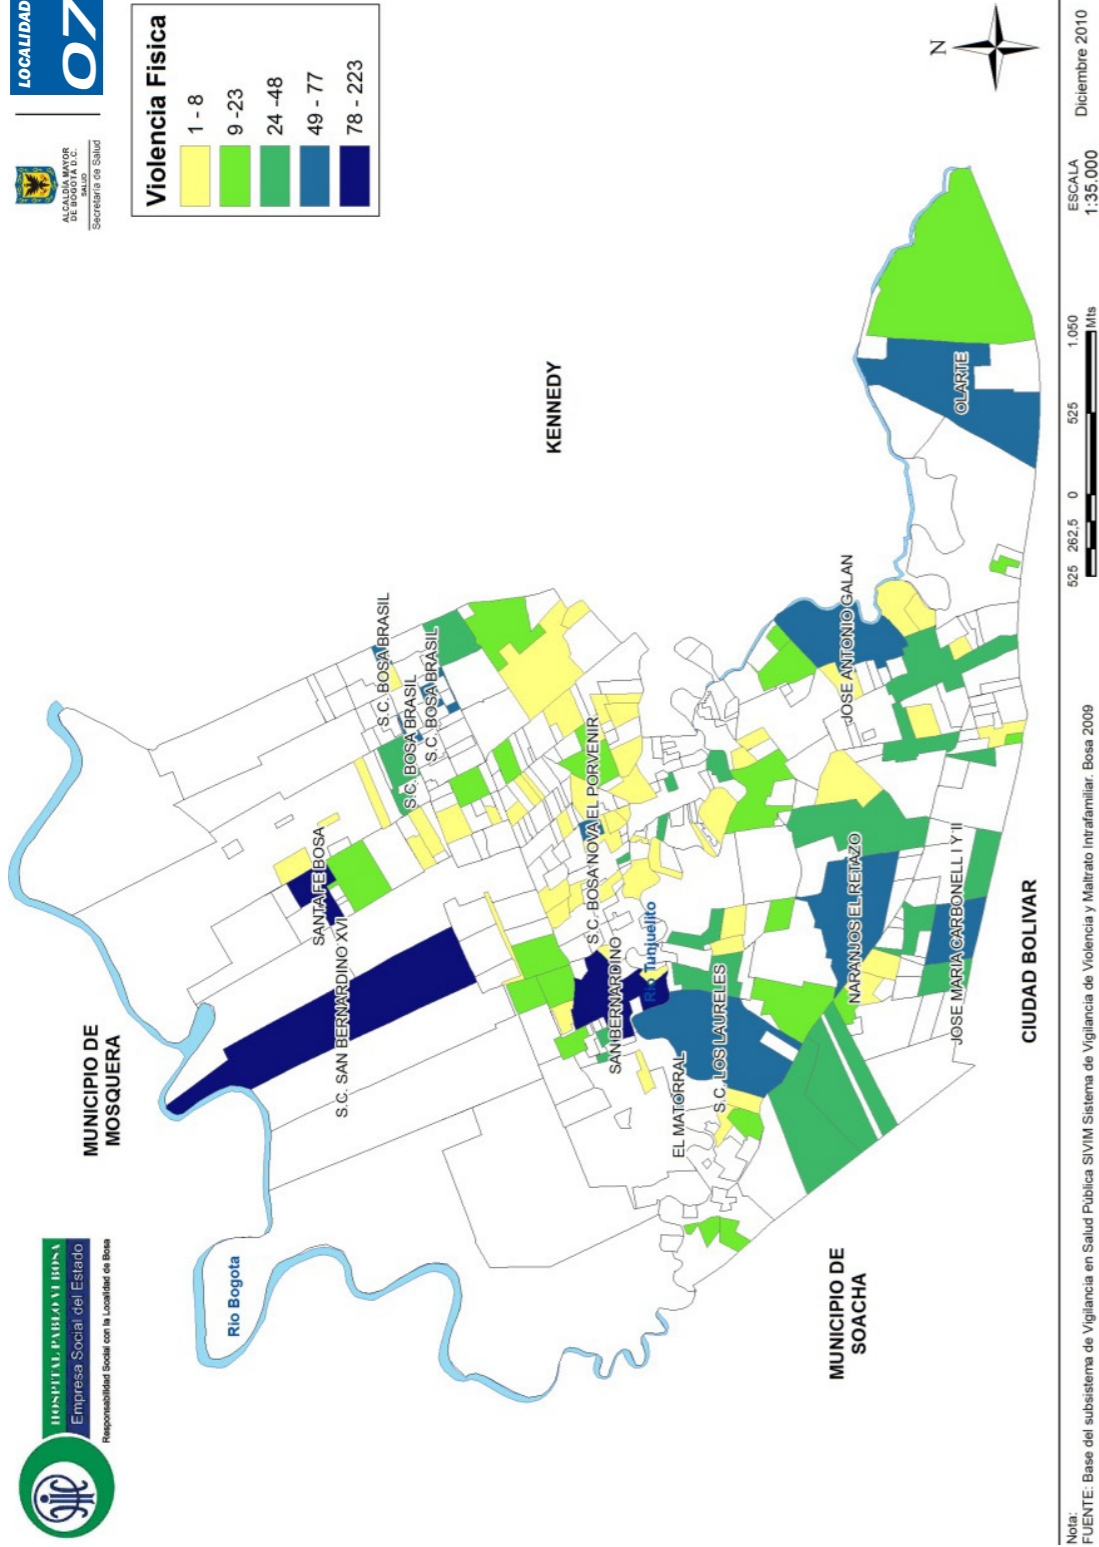 HOSPITAL PABLO VI BOSA
Empresa Social del Estado
Responsabilidad Social con la Localidad de Bosa
ALCALDÍA MAYOR
DE BOGOTÁ D.C.
SALUD
Secretaría de Salud
LOCALIDAD
07
Violencia Fisica
1 - 8
9 -23
24 -48
49 - 77
78 - 223
N
MUNICIPIO DE
MOSQUERA
Rio Bogota
SANTA FE BOSA
S.C. SAN BERNARDINO XVI
S.C. BOSA BRASIL
S.C. BOSA BRASIL
S.C. BOSA BRASIL
KENNEDY
S.C. BOSA NOVA EL PORVENIR
SAN BERNARDINO
Rio Tunjuelito
EL MATORRAL
S.C. LOS LAURELES
JOSE ANTONIO GALAN
NARANJOS EL RETAZO
OLARTE
JOSE MARIA CARBONELL I Y II
MUNICIPIO DE
SOACHA
CIUDAD BOLIVAR
Nota:
FUENTE: Base del subsistema de Vigilancia en Salud Pública SIVIM Sistema de Vigilancia de Violencia y Maltrato Intrafamiliar. Bosa 2009
525 262,5 0 525 1.050
Mts
ESCALA
1:35.000
Diciembre 2010